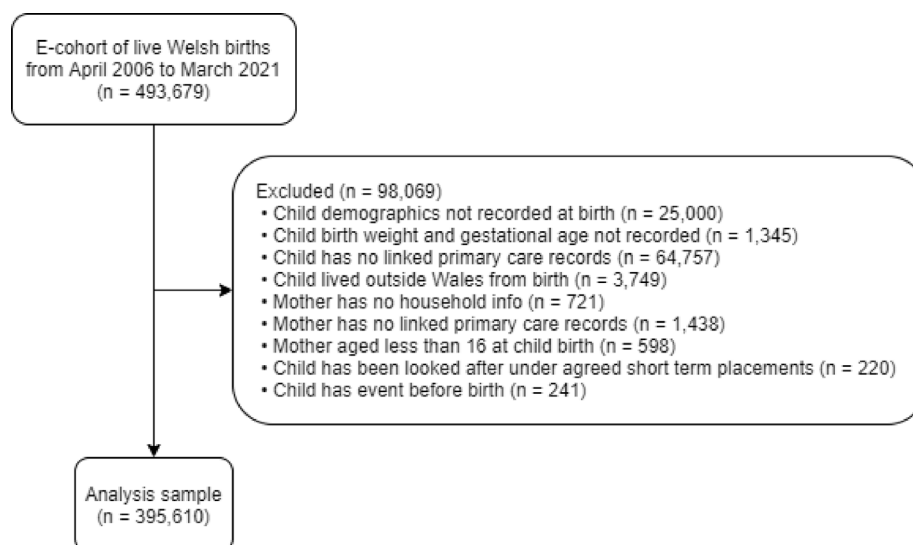 E-cohort of live Welsh births
from April 2006 to March 2021
(n = 493,679)
Excluded (n = 98,069)
• Child demographics not recorded at birth (n = 25,000)
• Child birth weight and gestational age not recorded (n = 1,345)
• Child has no linked primary care records (n = 64,757)
• Child lived outside Wales from birth (n = 3,749)
• Mother has no household info (n = 721)
• Mother has no linked primary care records (n = 1,438)
• Mother aged less than 16 at child birth (n = 598)
• Child has been looked after under agreed short term placements (n = 220)
• Child has event before birth (n = 241)
Analysis sample
(n = 395,610)